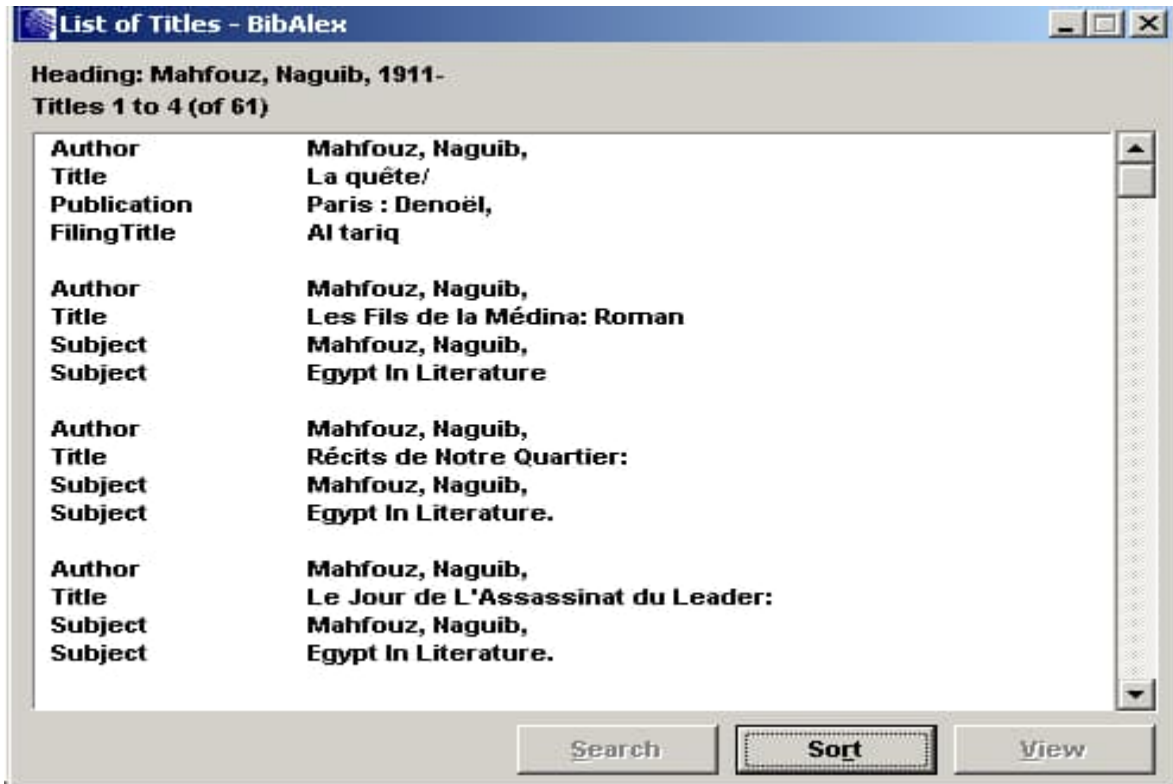 List of Titles - BibAlex
Heading: Mahfouz, Naguib, 1911-
Titles 1 to 4 (of 61)
Author Mahfouz, Naguib,
Title La quête/
Publication Paris : Denoël,
FilingTitle Al tariq
Author Mahfouz, Naguib,
Title Les Fils de la Médina: Roman
Subject Mahfouz, Naguib,
Subject Egypt In Literature
Author Mahfouz, Naguib,
Title Récits de Notre Quartier:
Subject Mahfouz, Naguib,
Subject Egypt In Literature.
Author Mahfouz, Naguib,
Title Le Jour de L'Assassinat du Leader:
Subject Mahfouz, Naguib,
Subject Egypt In Literature.
Search Sort View